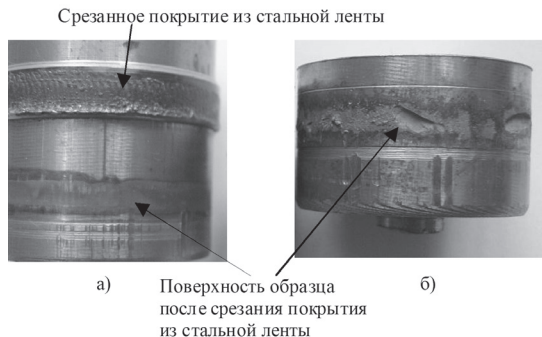 Срезанное покрытие из стальной ленты
а)
Поверхность образца
после срезания покрытия
из стальной ленты
б)